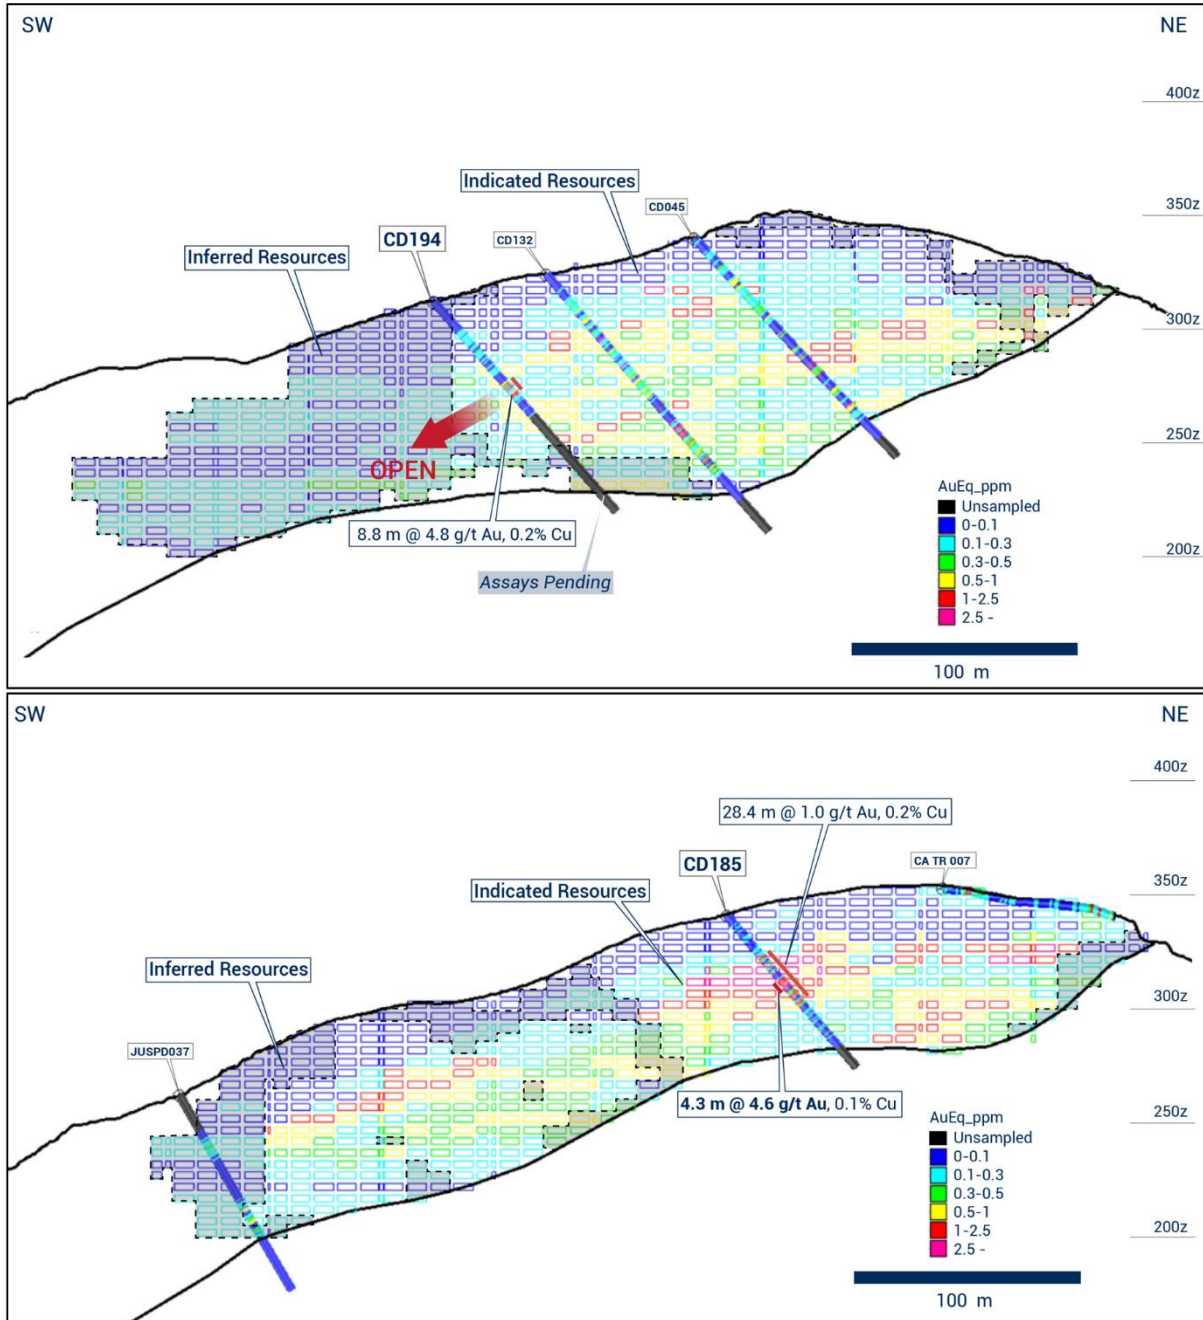 SW
NE
400z
Indicated Resources
350z
CD045
CD194
CD132
Inferred Resources
300z
250z
OPEN
AuEq_ppm
Unsampled
0-0.1
0.1-0.3
0.3-0.5
0.5-1
1-2.5
2.5 -
8.8 m @ 4.8 g/t Au, 0.2% Cu
200z
Assays Pending
100 m
SW
NE
400z
28.4 m @ 1.0 g/t Au, 0.2% Cu
CD185
CA TR 007
Indicated Resources
350z
Inferred Resources
300z
JUSPD037
4.3 m @ 4.6 g/t Au, 0.1% Cu
250z
AuEq_ppm
Unsampled
0-0.1
0.1-0.3
0.3-0.5
0.5-1
1-2.5
2.5 -
200z
100 m